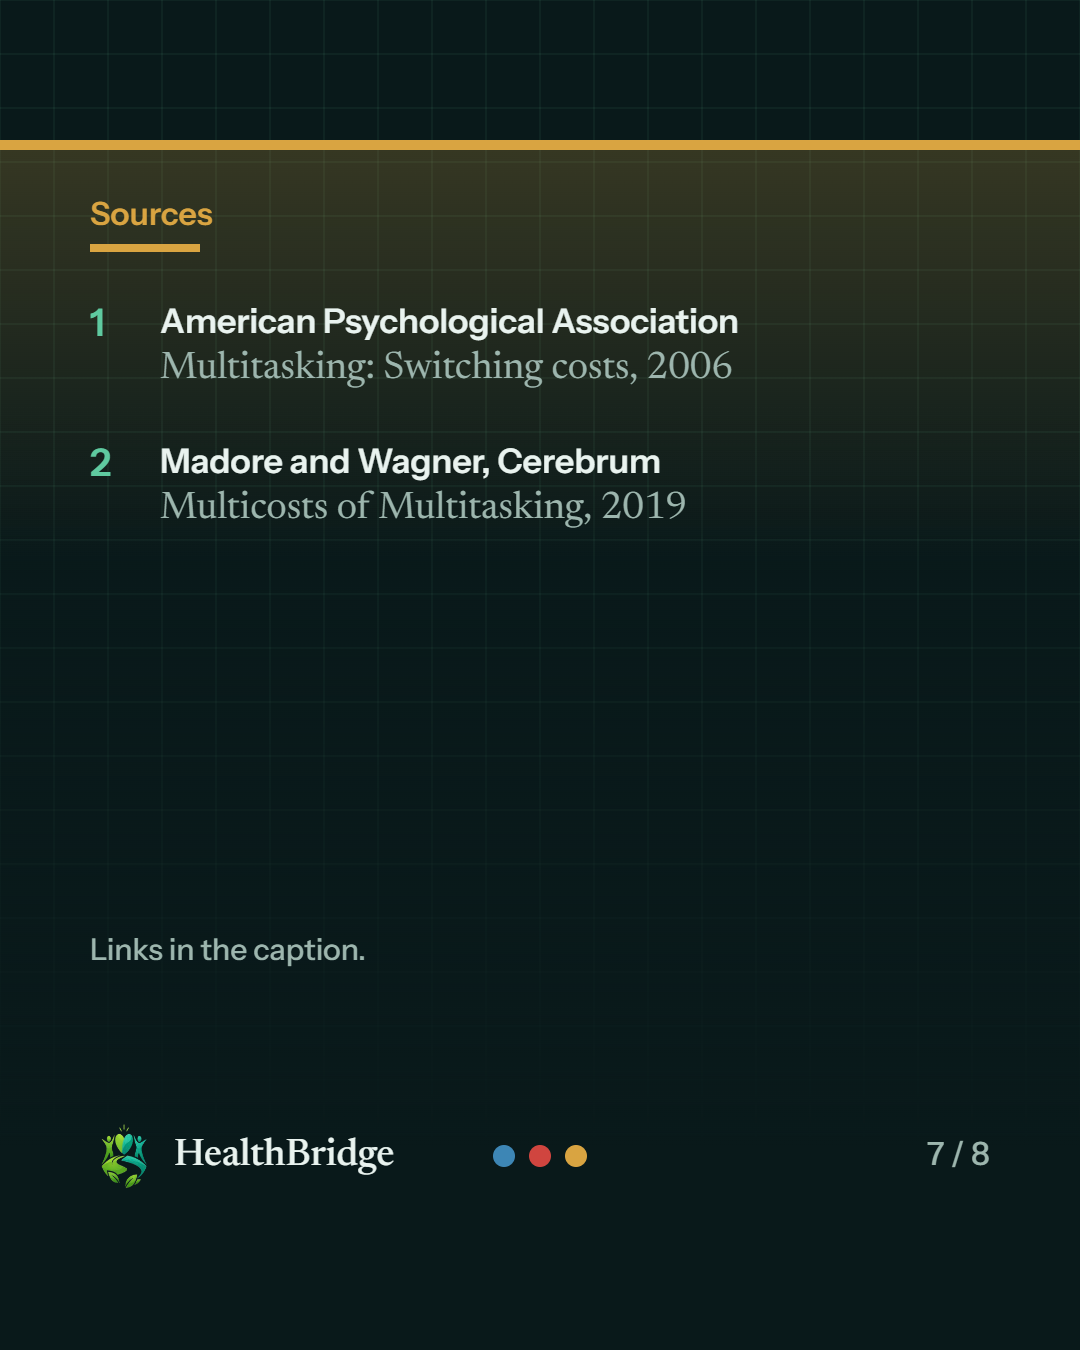 Sources
1 American Psychological Association
Multitasking: Switching costs, 2006
2 Madore and Wagner, Cerebrum
Multicosts of Multitasking, 2019
Links in the caption.
HealthBridge
7 / 8